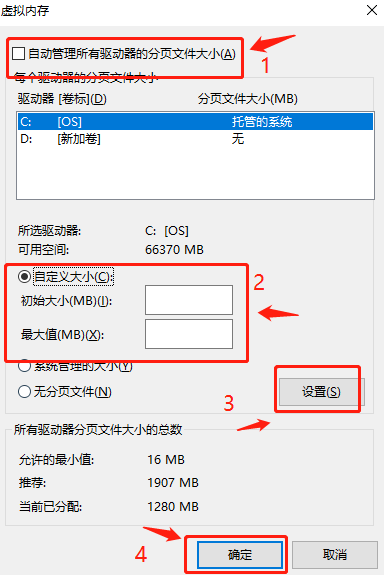 虚拟内存
自动管理所有驱动器的分页文件大小(A)
1
每个驱动器的分页文件大小
驱动器 [卷标](D) 分页文件大小(MB)
C: [OS] 托管的系统
D: [新加卷] 无
所选驱动器: C: [OS]
可用空间: 66370 MB
自定义大小(C):
2
初始大小(MB)(I):
最大值(MB)(X):
系统管理的大小(Y)
无分页文件(N)
设置(S)
3
所有驱动器分页文件大小的总数
允许的最小值: 16 MB
推荐: 1907 MB
当前已分配: 1280 MB
4
确定 取消